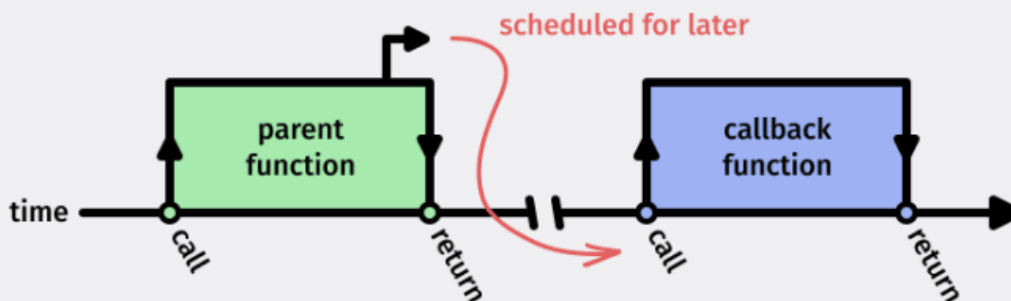 scheduled for later
parent
function
callback
function
time
call
return
call
return